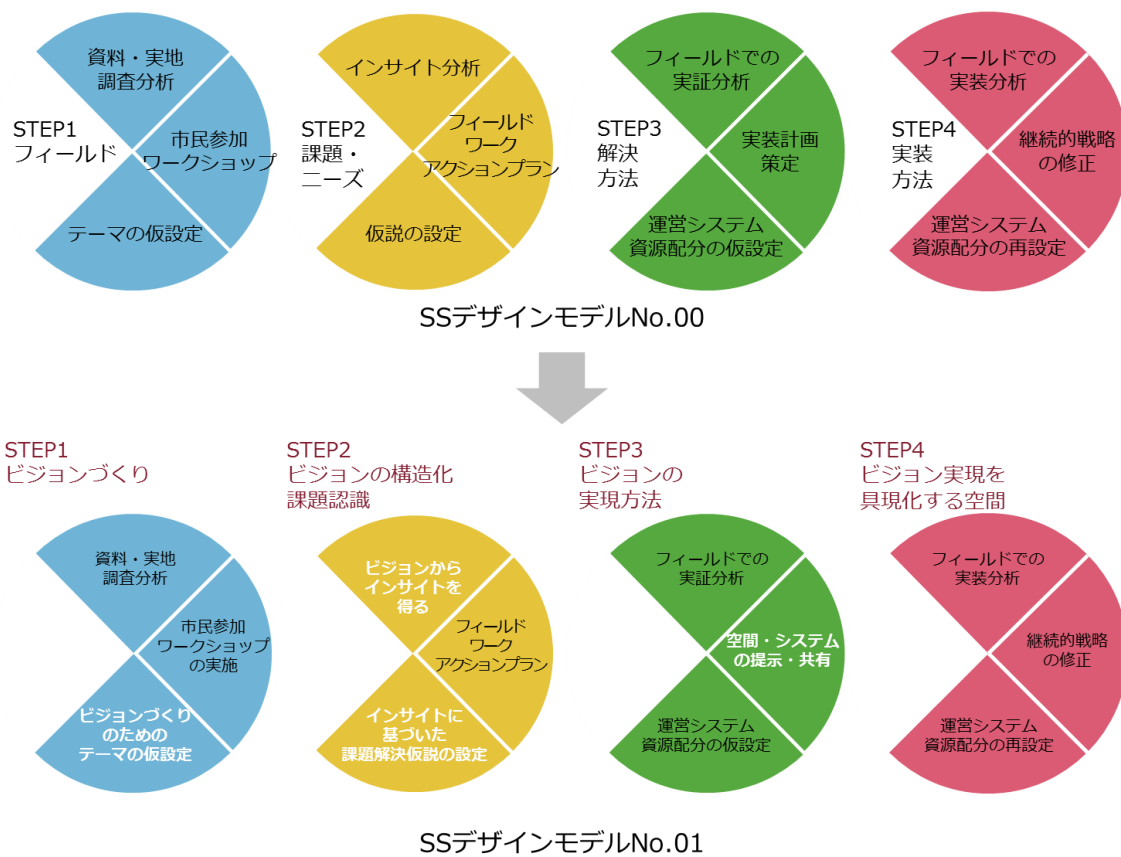 資料・実地
調査分析
STEP1
フィールド
市民参加
ワークショップ
テーマの仮設定
インサイト分析
STEP2
課題・
ニーズ
フィールド
ワーク
アクションプラン
仮説の設定
フィールドでの
実証分析
STEP3
解決
方法
実装計画
策定
運営システム
資源配分の仮設定
フィールドでの
実装分析
STEP4
実装
方法
継続的戦略
の修正
運営システム
資源配分の再設定
SSデザインモデルNo.00
STEP1
ビジョンづくり
資料・実地
調査分析
市民参加
ワークショップ
の実施
ビジョンづくり
のための
テーマの仮設定
STEP2
ビジョンの構造化
課題認識
ビジョンから
インサイトを
得る
フィールド
ワーク
アクションプラン
インサイトに
基づいた
課題解決仮説の設定
STEP3
ビジョンの
実現方法
フィールドでの
実証分析
空間・システム
の提示・共有
運営システム
資源配分の仮設定
STEP4
ビジョン実現を
具現化する空間
フィールドでの
実装分析
継続的戦略
の修正
運営システム
資源配分の再設定
SSデザインモデルNo.01